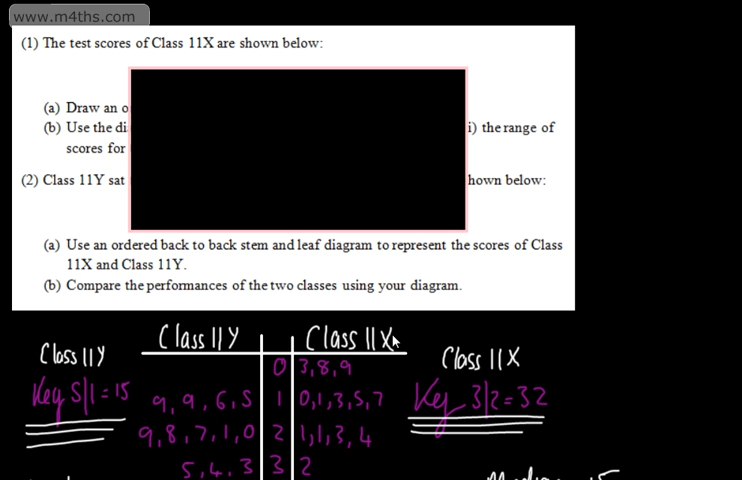 www.m4ths.com
(1) The test scores of Class 11X are shown below:
(a) Draw an o
(b) Use the di i) the range of
scores for
(2) Class 11Y sat hown below:
(a) Use an ordered back to back stem and leaf diagram to represent the scores of Class
11X and Class 11Y.
(b) Compare the performances of the two classes using your diagram.
Class 11Y Class 11X
Class 11Y Class 11X
0 3,8,9
Key 5|1=15 9,9,6,5 1 0,1,3,5,7 Key 3|2=32
9,8,7,1,0 2 1,1,3,4
5,4,3 3 2